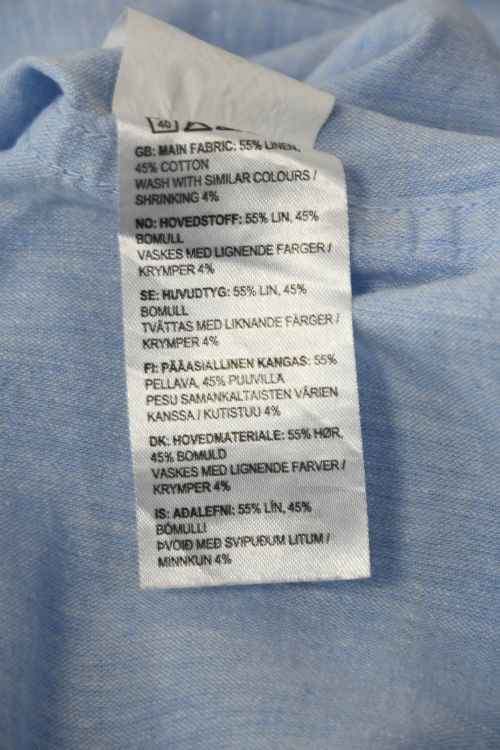 40
GB: MAIN FABRIC: 55% LINEN,
45% COTTON
WASH WITH SIMILAR COLOURS /
SHRINKING 4%
NO: HOVEDSTOFF: 55% LIN, 45%
BOMULL
VASKES MED LIGNENDE FARGER /
KRYMPER 4%
SE: HUVUDTYG: 55% LIN, 45%
BOMULL
TVÄTTAS MED LIKNANDE FÄRGER /
KRYMPER 4%
FI: PÄÄASIALLINEN KANGAS: 55%
PELLAVA, 45% PUUVILLA
PESU SAMANKALTAISTEN VÄRIEN
KANSSA / KUTISTUU 4%
DK: HOVEDMATERIALE: 55% HØR,
45% BOMULD
VASKES MED LIGNENDE FARVER /
KRYMPER 4%
IS: AÐALEFNI: 55% LÍN, 45%
BÓMULL
ÞVOIÐ MEÐ SVIPUÐUM LITUM /
MINNKUN 4%